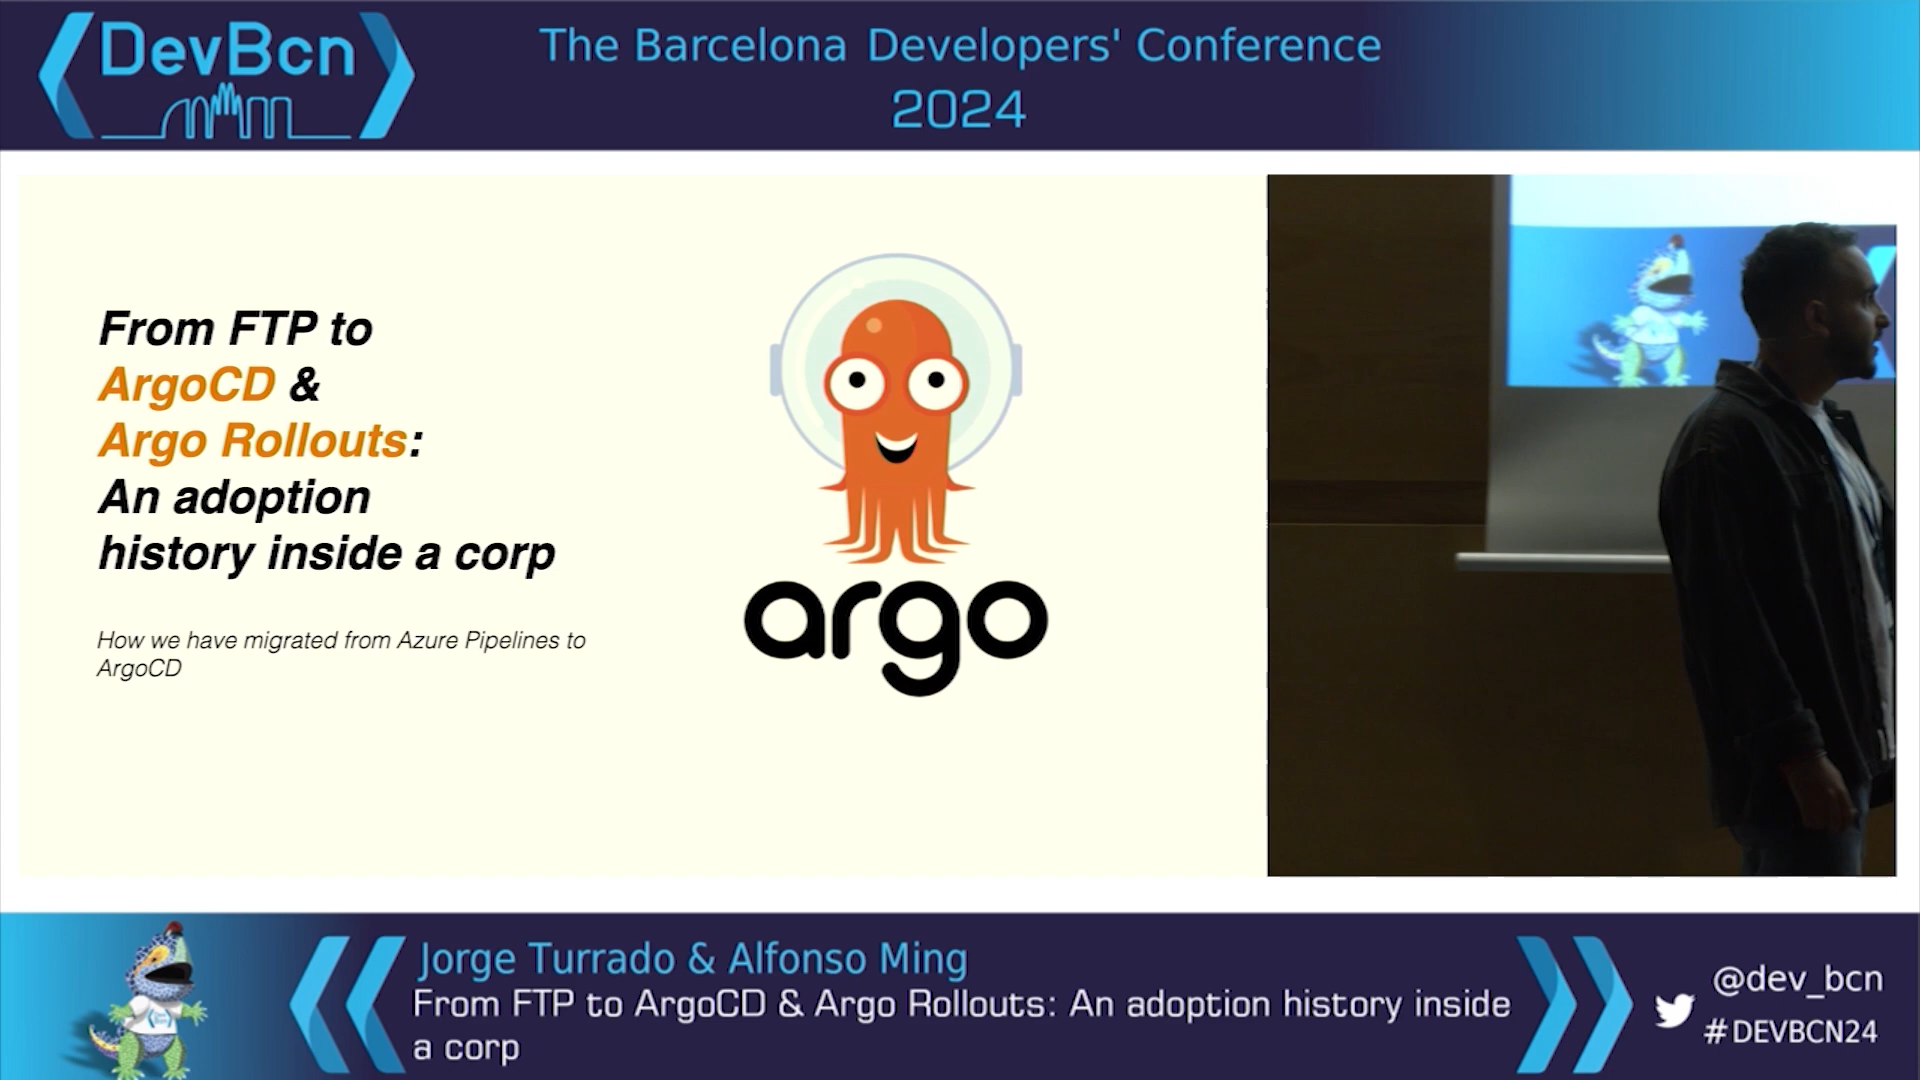 DevBcn
The Barcelona Developers' Conference
2024
From FTP to
ArgoCD &
Argo Rollouts:
An adoption
history inside a corp
How we have migrated from Azure Pipelines to
ArgoCD
argo
Jorge Turrado & Alfonso Ming
From FTP to ArgoCD & Argo Rollouts: An adoption history inside
a corp
@dev_bcn
#DEVBCN24